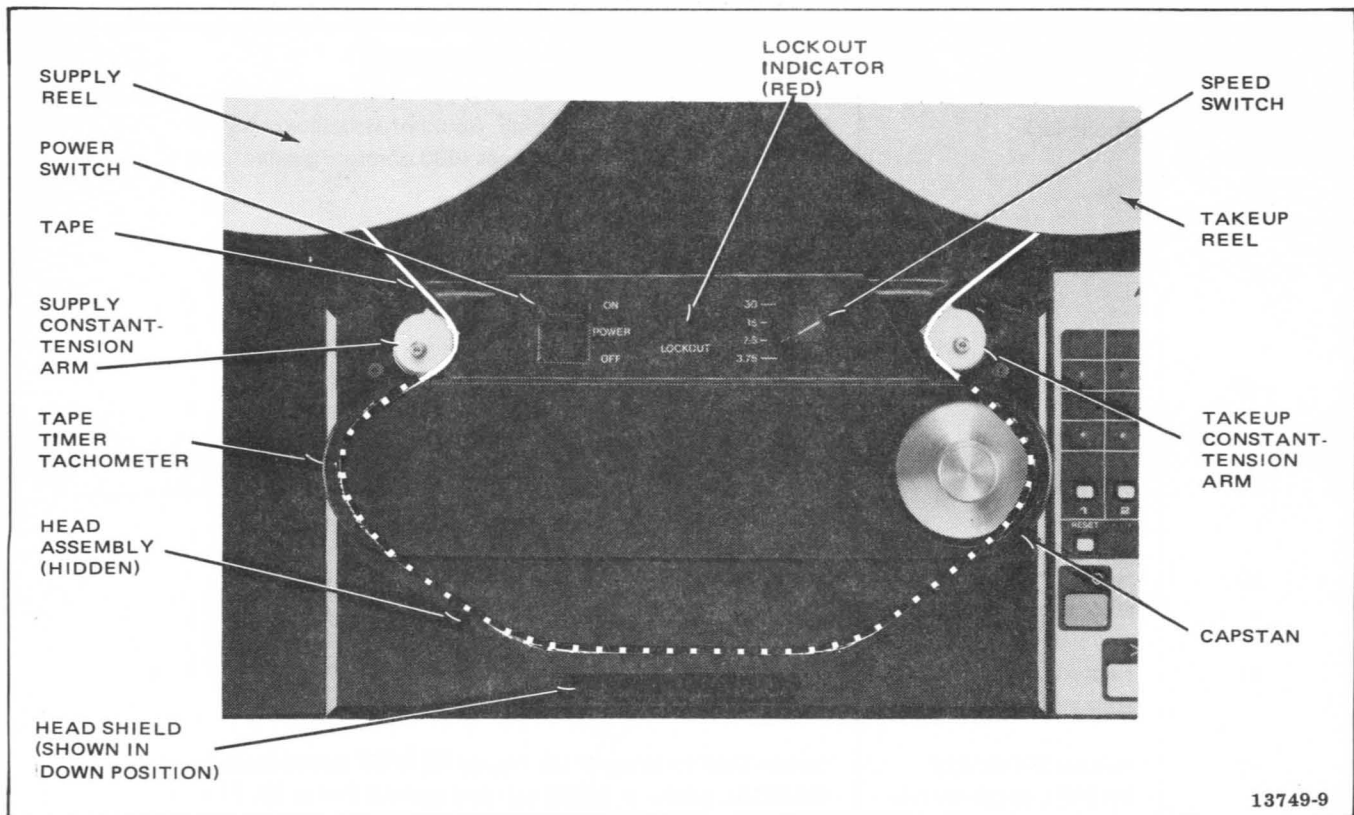 SUPPLY
REEL
POWER
SWITCH
TAPE
SUPPLY
CONSTANT-
TENSION
ARM
TAPE
TIMER
TACHOMETER
HEAD
ASSEMBLY
(HIDDEN)
HEAD SHIELD
(SHOWN IN
DOWN POSITION)
LOCKOUT
INDICATOR
(RED)
ON
POWER
OFF
LOCKOUT
30
15
7.5
3.75
SPEED
SWITCH
TAKEUP
REEL
TAKEUP
CONSTANT-
TENSION
ARM
1 2
RESET
CAPSTAN
13749-9